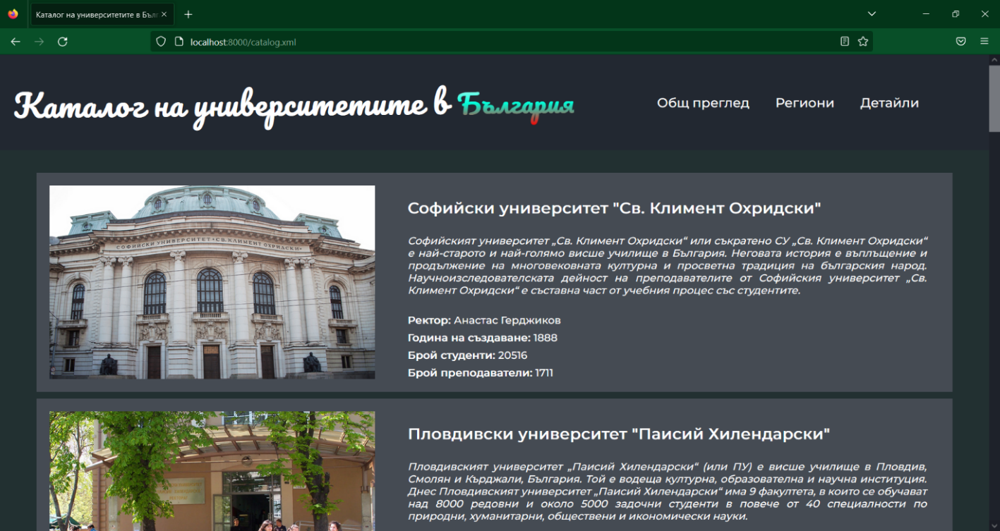 Каталог на университетите в Бълг
localhost:8000/catalog.xml
Каталог на университетите в България
Общ преглед Региони Детайли
СОФИЙСКИ УНИВЕРСИТЕТ•СВ.КЛИМЕНТ ОХРИДСКИ•
Софийски университет "Св. Климент Охридски"
Софийският университет „Св. Климент Охридски“ или съкратено СУ „Св. Климент Охридски“
е най-старото и най-голямо висше училище в България. Неговата история е въплъщение и
продължение на многовековната културна и просветна традиция на българския народ.
Научноизследователската дейност на преподавателите от Софийския университет „Св.
Климент Охридски“ е съставна част от учебния процес със студентите.
Ректор: Анастас Герджиков
Година на създаване: 1888
Брой студенти: 20516
Брой преподаватели: 1711
Пловдивски университет "Паисий Хилендарски"
Пловдивският университет „Паисий Хилендарски“ (или ПУ) е висше училище в Пловдив,
Смолян и Кърджали, България. Той е водеща културна, образователна и научна институция.
Днес Пловдивският университет „Паисий Хилендарски“ има 9 факултета, в които се обучават
над 8000 редовни и около 5000 задочни студенти в повече от 40 специалности по
природни, хуманитарни, обществени и икономически науки.